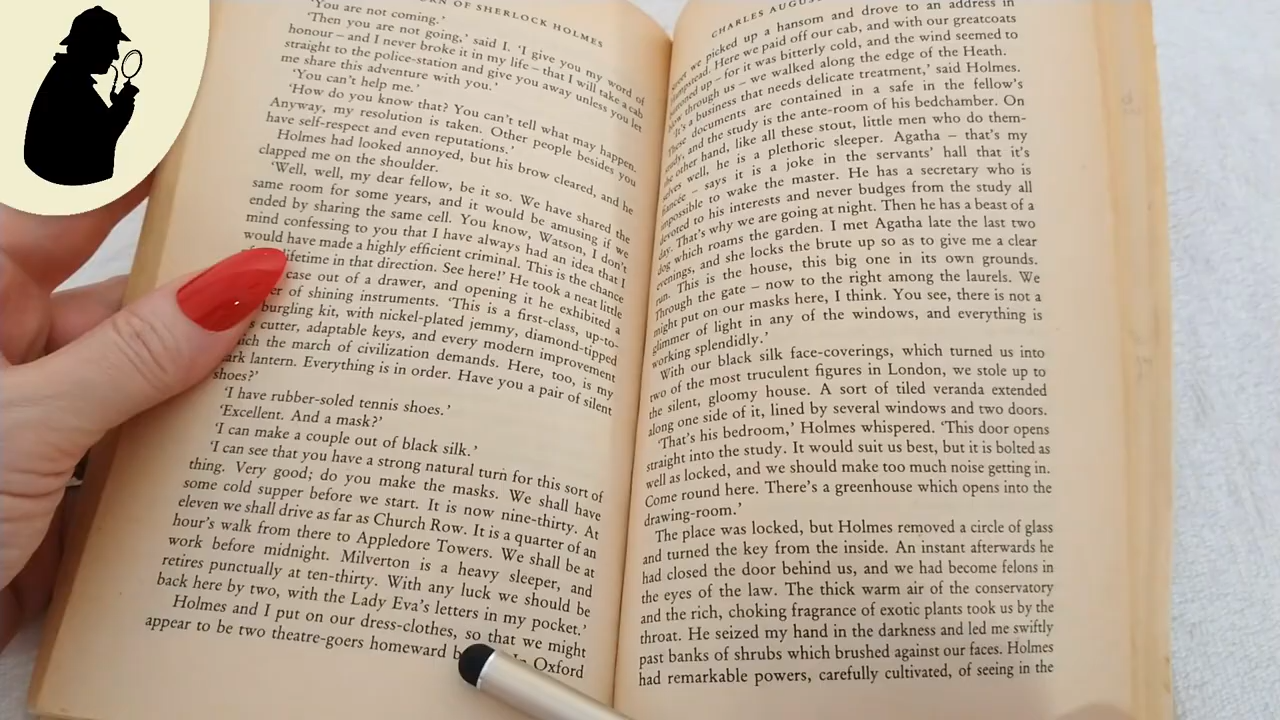 RN OF SHERLOCK HOLMES
'You are not coming.'
'Then you are not going,' said I. 'I give you my word of
honour – and I never broke it in my life – that I will take a cab
straight to the police-station and give you away unless you let
me share this adventure with you.'
'You can't help me.'
'How do you know that? You can't tell what may happen.
Anyway, my resolution is taken. Other people besides you
have self-respect and even reputations.'
Holmes had looked annoyed, but his brow cleared, and he
clapped me on the shoulder.
'Well, well, my dear fellow, be it so. We have shared the
same room for some years, and it would be amusing if we
ended by sharing the same cell. You know, Watson, I don't
mind confessing to you that I have always had an idea that I
would have made a highly efficient criminal. This is the chance
lifetime in that direction. See here!' He took a neat little
case out of a drawer, and opening it he exhibited a
er of shining instruments. 'This is a first-class, up-to-
burgling kit, with nickel-plated jemmy, diamond-tipped
cutter, adaptable keys, and every modern improvement
ich the march of civilization demands. Here, too, is my
ark lantern. Everything is in order. Have you a pair of silent
shoes?'
'I have rubber-soled tennis shoes.'
'Excellent. And a mask?'
'I can make a couple out of black silk.'
'I can see that you have a strong natural turn for this sort of
thing. Very good; do you make the masks. We shall have
some cold supper before we start. It is now nine-thirty. At
eleven we shall drive as far as Church Row. It is a quarter of an
hour's walk from there to Appledore Towers. We shall be at
work before midnight. Milverton is a heavy sleeper, and
retires punctually at ten-thirty. With any luck we should be
back here by two, with the Lady Eva's letters in my pocket.'
Holmes and I put on our dress-clothes, so that we might
appear to be two theatre-goers homeward b In Oxford
CHARLES AUGUS
we picked up a hansom and drove to an address in
Hampstead. Here we paid off our cab, and with our greatcoats
buttoned up – for it was bitterly cold, and the wind seemed to
blow through us – we walked along the edge of the Heath.
'It's a business that needs delicate treatment,' said Holmes.
'These documents are contained in a safe in the fellow's
study, and the study is the ante-room of his bedchamber. On
the other hand, like all these stout, little men who do them-
selves well, he is a plethoric sleeper. Agatha – that's my
fiancée – says it is a joke in the servants' hall that it's
impossible to wake the master. He has a secretary who is
devoted to his interests and never budges from the study all
day. That's why we are going at night. Then he has a beast of a
dog which roams the garden. I met Agatha late the last two
evenings, and she locks the brute up so as to give me a clear
run. This is the house, this big one in its own grounds.
Through the gate – now to the right among the laurels. We
might put on our masks here, I think. You see, there is not a
glimmer of light in any of the windows, and everything is
working splendidly.'
With our black silk face-coverings, which turned us into
two of the most truculent figures in London, we stole up to
the silent, gloomy house. A sort of tiled veranda extended
along one side of it, lined by several windows and two doors.
'That's his bedroom,' Holmes whispered. 'This door opens
straight into the study. It would suit us best, but it is bolted as
well as locked, and we should make too much noise getting in.
Come round here. There's a greenhouse which opens into the
drawing-room.'
The place was locked, but Holmes removed a circle of glass
and turned the key from the inside. An instant afterwards he
had closed the door behind us, and we had become felons in
the eyes of the law. The thick warm air of the conservatory
and the rich, choking fragrance of exotic plants took us by the
throat. He seized my hand in the darkness and led me swiftly
past banks of shrubs which brushed against our faces. Holmes
had remarkable powers, carefully cultivated, of seeing in the